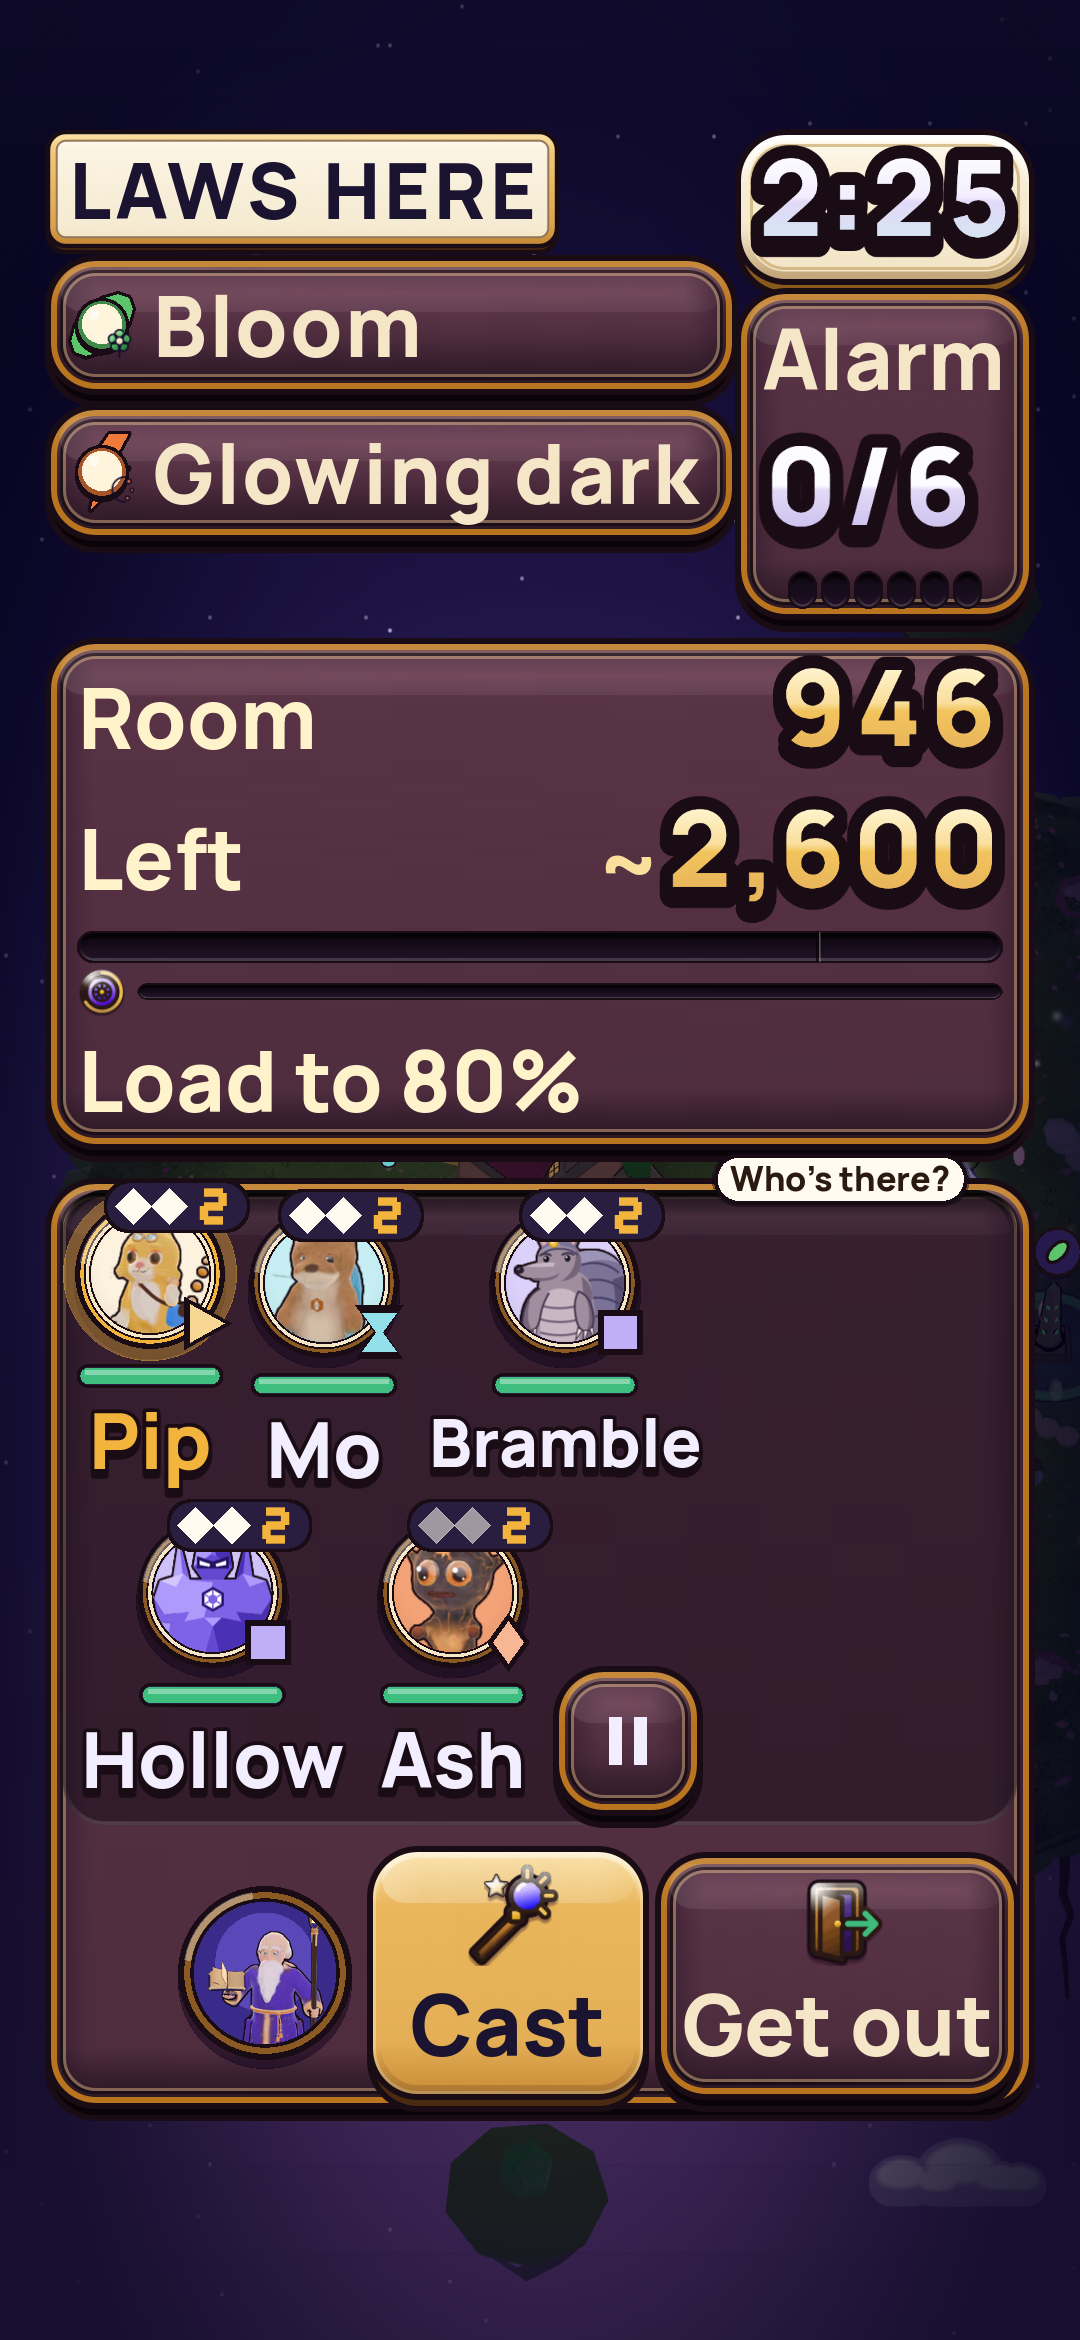 LAWS HERE
2:25
Bloom
Glowing dark
Alarm
0/6
Room 946
Left ~2,600
Load to 80%
Who's there?
2 2 2
Pip Mo Bramble
2 2
Hollow Ash
Cast Get out